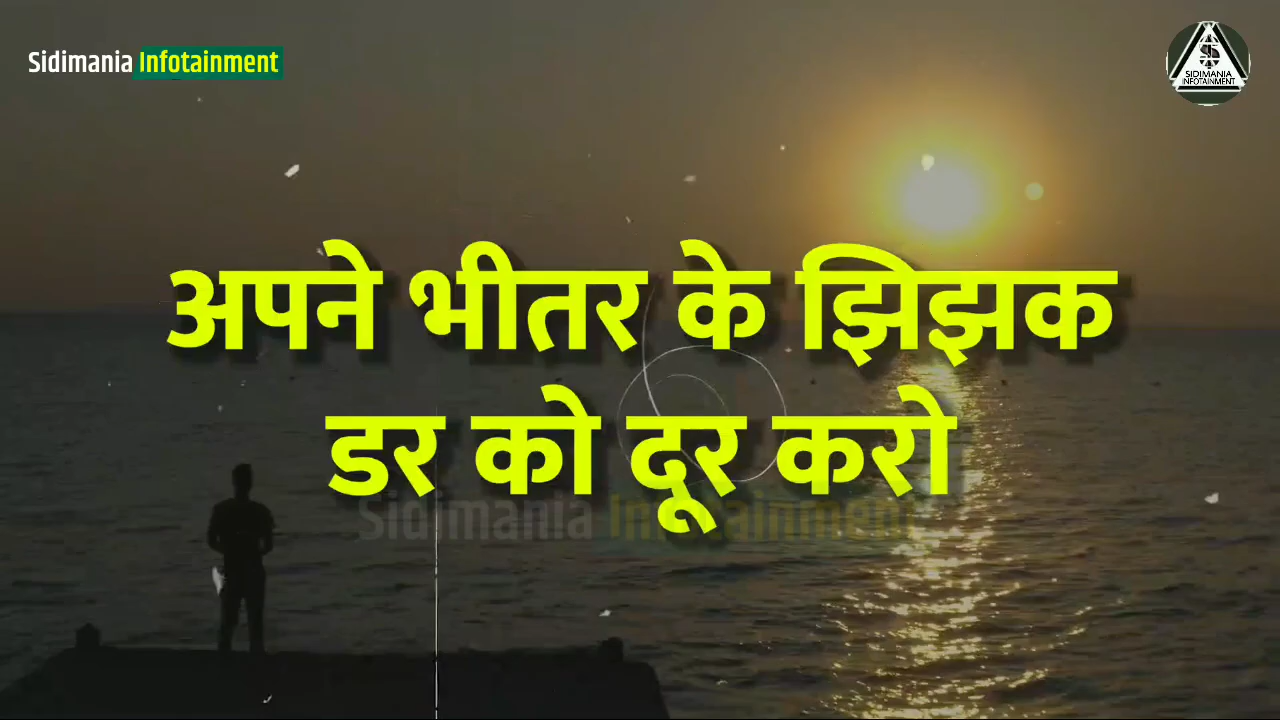 Sidimania Infotainment
SIDIMANIA
INFOTAINMENT
अपने भीतर के झिझक
डर को दूर करो
Sidimania Infotainment